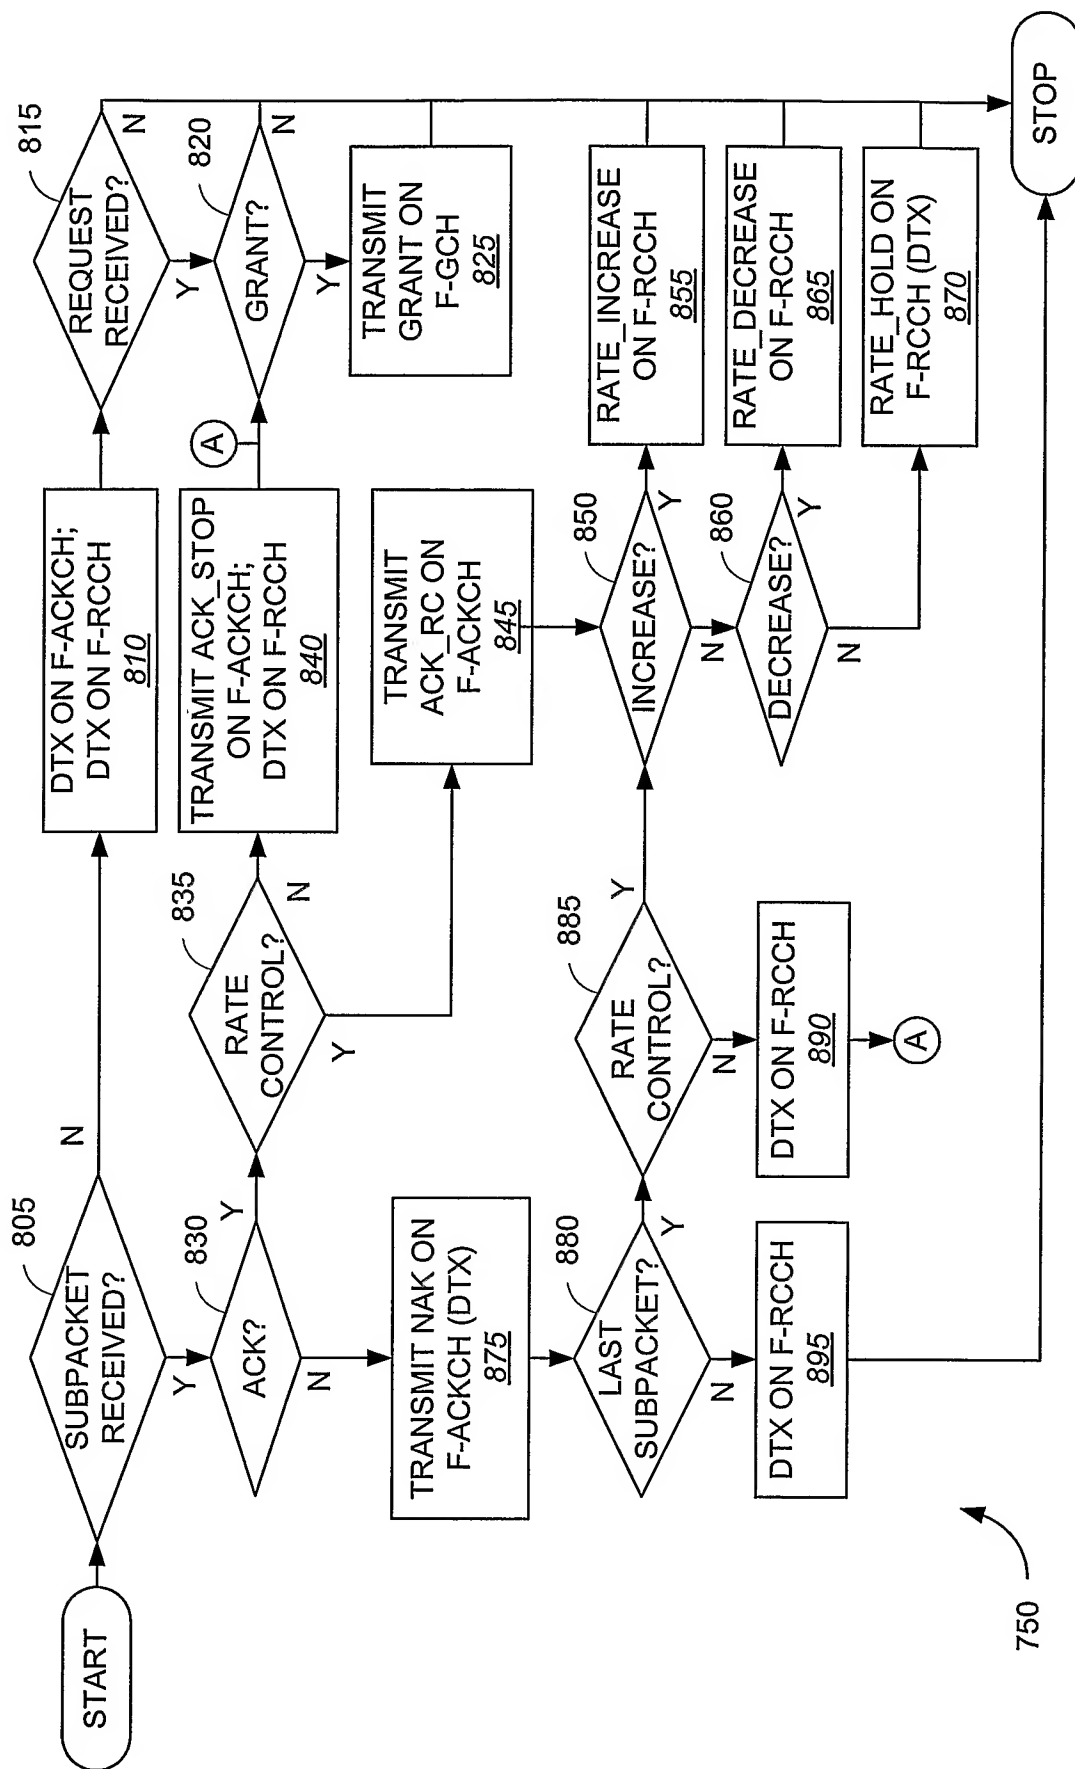 START
805
SUBPACKET
RECEIVED?
N
Y
DTX ON F-ACKCH;
DTX ON F-RCCH
810
815
REQUEST
RECEIVED?
N
Y
830
ACK?
Y
N
835
RATE
CONTROL?
N
Y
TRANSMIT ACK_STOP
ON F-ACKCH;
DTX ON F-RCCH
840
A
820
GRANT?
N
Y
TRANSMIT
GRANT ON
F-GCH
825
TRANSMIT
ACK_RC ON
F-ACKCH
845
TRANSMIT NAK ON
F-ACKCH (DTX)
875
880
LAST
SUBPACKET?
Y
N
885
RATE
CONTROL?
Y
N
850
INCREASE?
Y
N
RATE_INCREASE
ON F-RCCH
855
860
DECREASE?
Y
N
RATE_DECREASE
ON F-RCCH
865
RATE_HOLD ON
F-RCCH (DTX)
870
DTX ON F-RCCH
895
DTX ON F-RCCH
890
A
STOP
750